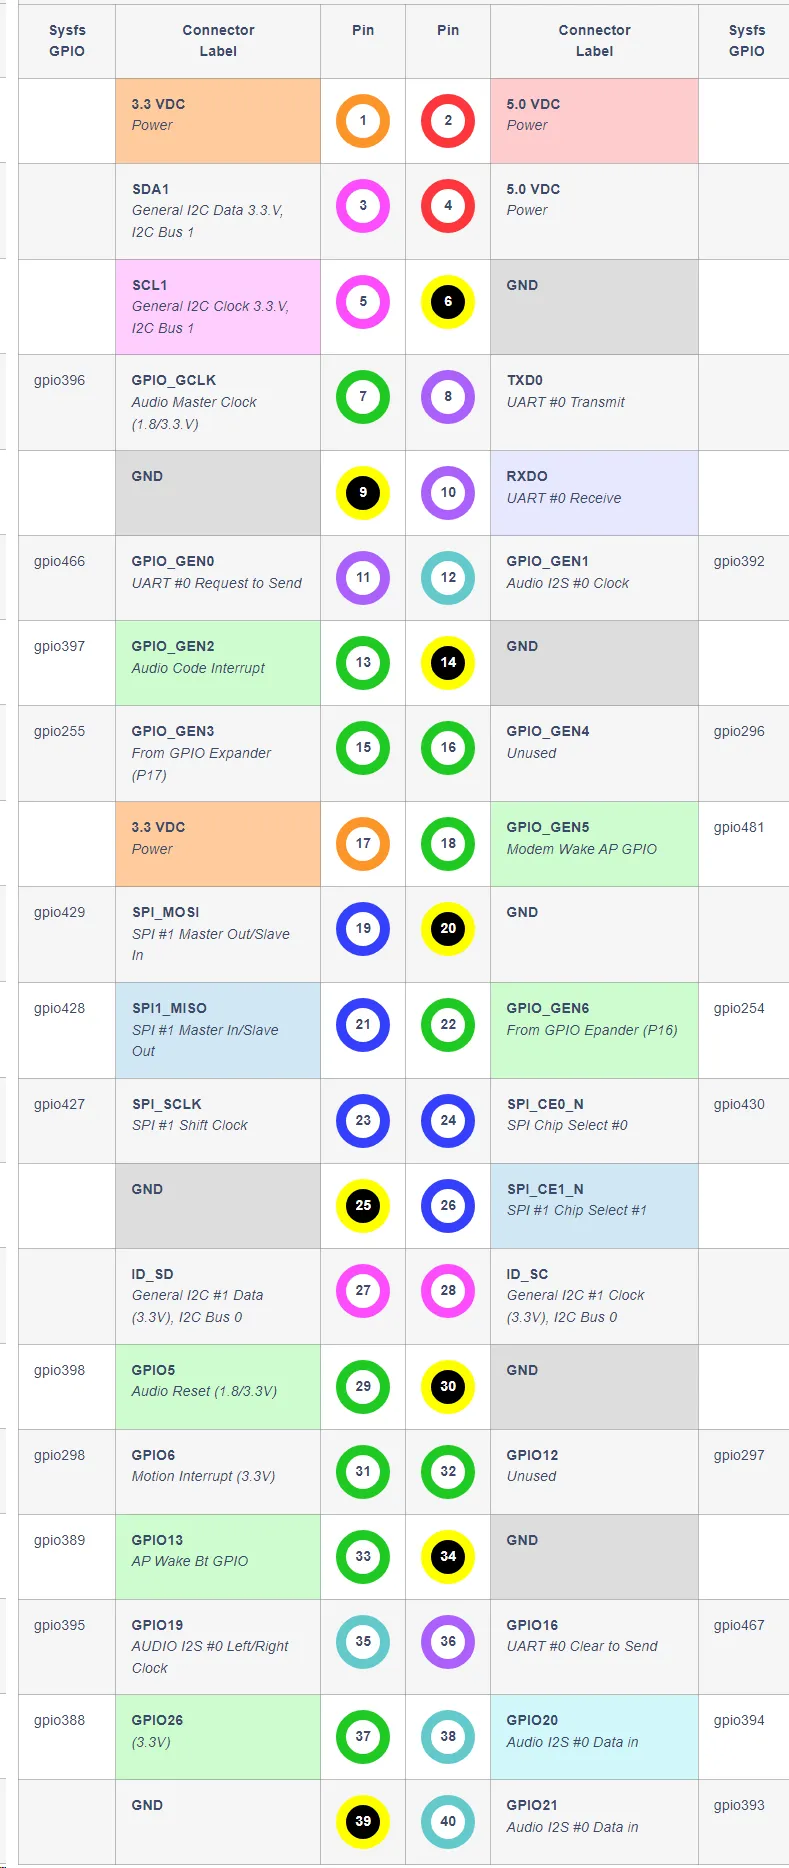 Sysfs GPIO Connector Label Pin Pin Connector Label Sysfs GPIO
3.3 VDC 1 2 5.0 VDC
Power Power
SDA1 3 4 5.0 VDC
General I2C Data 3.3.V, Power
I2C Bus 1
SCL1 5 6 GND
General I2C Clock 3.3.V,
I2C Bus 1
gpio396 GPIO_GCLK 7 8 TXD0
Audio Master Clock UART #0 Transmit
(1.8/3.3.V)
GND 9 10 RXDO
UART #0 Receive
gpio466 GPIO_GEN0 11 12 GPIO_GEN1 gpio392
UART #0 Request to Send Audio I2S #0 Clock
gpio397 GPIO_GEN2 13 14 GND
Audio Code Interrupt
gpio255 GPIO_GEN3 15 16 GPIO_GEN4 gpio296
From GPIO Expander Unused
(P17)
3.3 VDC 17 18 GPIO_GEN5 gpio481
Power Modem Wake AP GPIO
gpio429 SPI_MOSI 19 20 GND
SPI #1 Master Out/Slave
In
gpio428 SPI1_MISO 21 22 GPIO_GEN6 gpio254
SPI #1 Master In/Slave From GPIO Epander (P16)
Out
gpio427 SPI_SCLK 23 24 SPI_CE0_N gpio430
SPI #1 Shift Clock SPI Chip Select #0
GND 25 26 SPI_CE1_N
SPI #1 Chip Select #1
ID_SD 27 28 ID_SC
General I2C #1 Data General I2C #1 Clock
(3.3V), I2C Bus 0 (3.3V), I2C Bus 0
gpio398 GPIO5 29 30 GND
Audio Reset (1.8/3.3V)
gpio298 GPIO6 31 32 GPIO12 gpio297
Motion Interrupt (3.3V) Unused
gpio389 GPIO13 33 34 GND
AP Wake Bt GPIO
gpio395 GPIO19 35 36 GPIO16 gpio467
AUDIO I2S #0 Left/Right UART #0 Clear to Send
Clock
gpio388 GPIO26 37 38 GPIO20 gpio394
(3.3V) Audio I2S #0 Data in
GND 39 40 GPIO21 gpio393
Audio I2S #0 Data in